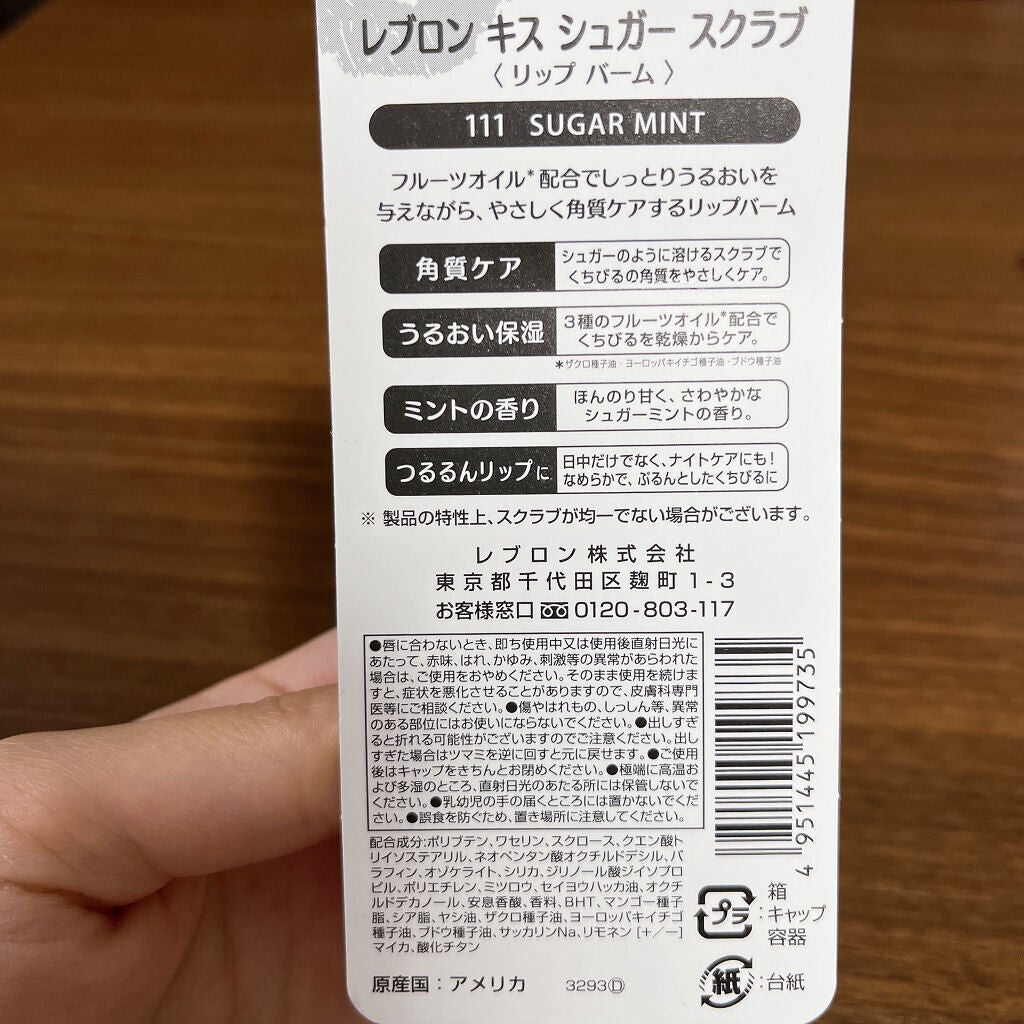 レブロン キス シュガー スクラブ
〈 リップ バーム 〉
111 SUGAR MINT
フルーツオイル*配合でしっとりうるおいを
与えながら、やさしく角質ケアするリップバーム
角質ケア
シュガーのように溶けるスクラブで
くちびるの角質をやさしくケア。
うるおい保湿
3種のフルーツオイル*配合で
くちびるを乾燥からケア。
*ザクロ種子油・ヨーロッパキイチゴ種子油・ブドウ種子油
ミントの香り
ほんのり甘く、さわやかな
シュガーミントの香り。
つるるんリップに
日中だけでなく、ナイトケアにも!
なめらかで、ぷるんとしたくちびるに
※ 製品の特性上、スクラブが均一でない場合がございます。
レブロン株式会社
東京都千代田区麹町1-3
お客様窓口 0120-803-117
●唇に合わないとき、即ち使用中又は使用後直射日光に
あたって、赤味、はれ、かゆみ、刺激等の異常があらわれた
場合は、ご使用をおやめください。そのまま使用を続けま
すと、症状を悪化させることがありますので、皮膚科専門
医等にご相談ください。●傷やはれもの、しっしん等、異常
のある部位にはお使いにならないでください。●出しすぎ
ると折れる可能性がございますのでご注意ください。出し
すぎた場合はツマミを逆に回すと元に戻せます。●ご使用
後はキャップをきちんとお閉めください。●極端に高温お
よび多湿のところ、直射日光のあたる所には保管しないで
ください。●乳幼児の手の届くところには置かないでくだ
さい。●誤食を防ぐため、置き場所に注意してください。
4951445199735
配合成分:ポリブテン、ワセリン、スクロース、クエン酸ト
リイソステアリル、ネオペンタン酸オクチルドデシル、パ
ラフィン、オゾケライト、シリカ、ジリノール酸ジイソプロ
ピル、ポリエチレン、ミツロウ、セイヨウハッカ油、オクチ
ルドデカノール、安息香酸、香料、BHT、マンゴー種子
脂、シア脂、ヤシ油、ザクロ種子油、ヨーロッパキイチゴ
種子油、ブドウ種子油、サッカリンNa、リモネン [+/−]
マイカ、酸化チタン
プラ
箱
:キャップ
容器
原産国:アメリカ 3293Ⓓ
紙
:台紙